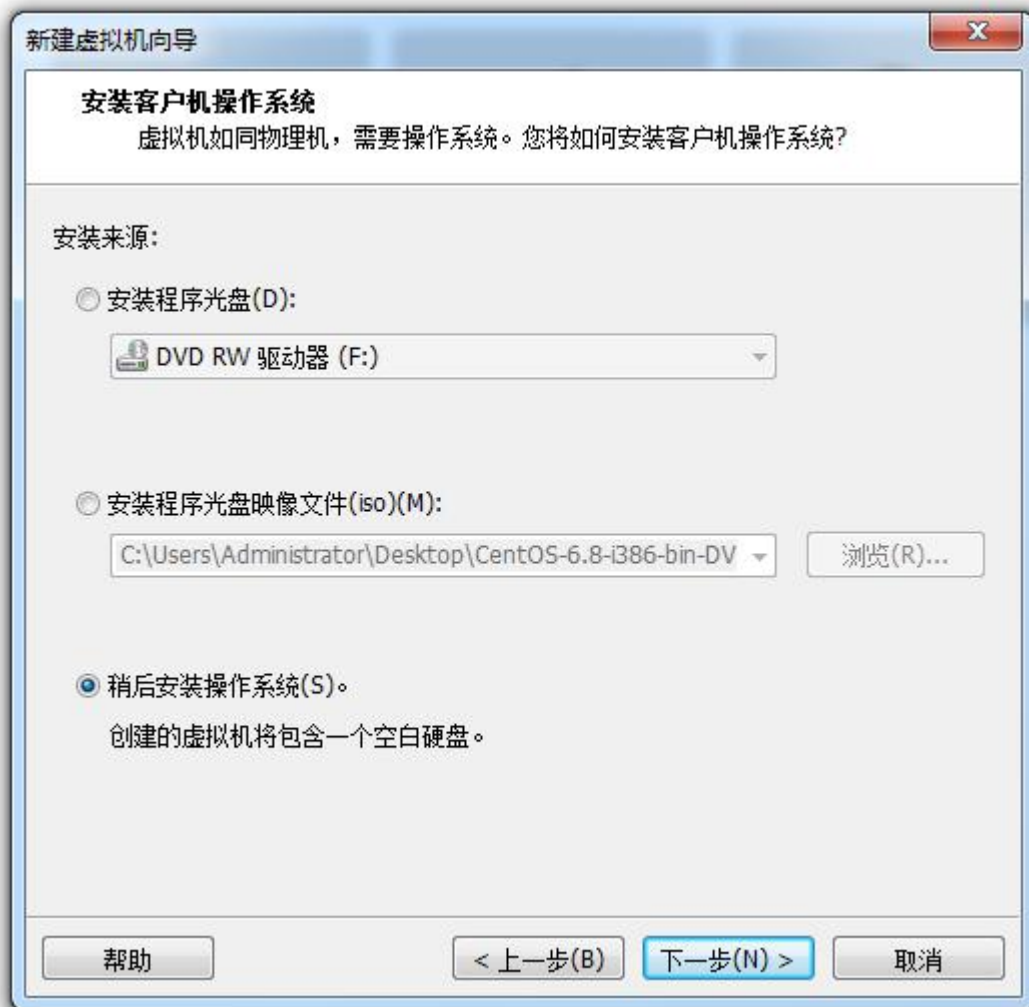 新建虚拟机向导
安装客户机操作系统
虚拟机如同物理机，需要操作系统。您将如何安装客户机操作系统?
安装来源:
安装程序光盘(D):
DVD RW 驱动器 (F:)
安装程序光盘映像文件(iso)(M):
C:\Users\Administrator\Desktop\CentOS-6.8-i386-bin-DV
浏览(R)...
稍后安装操作系统(S)。
创建的虚拟机将包含一个空白硬盘。
帮助
< 上一步(B)
下一步(N) >
取消